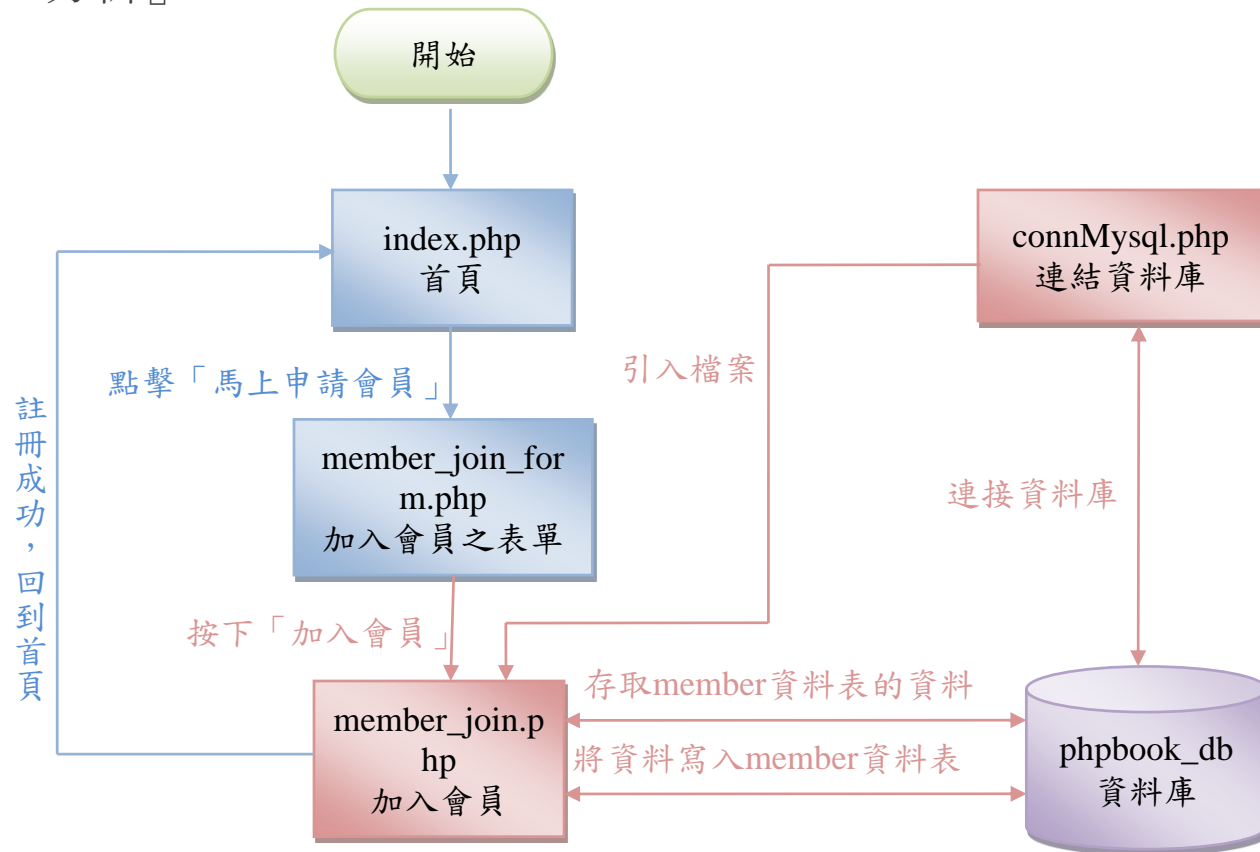 開始
index.php
首頁
connMysql.php
連結資料庫
點擊「馬上申請會員」
引入檔案
註冊成功，回到首頁
member_join_for
m.php
加入會員之表單
連接資料庫
按下「加入會員」
存取member資料表的資料
member_join.p
hp
加入會員
將資料寫入member資料表
phpbook_db
資料庫